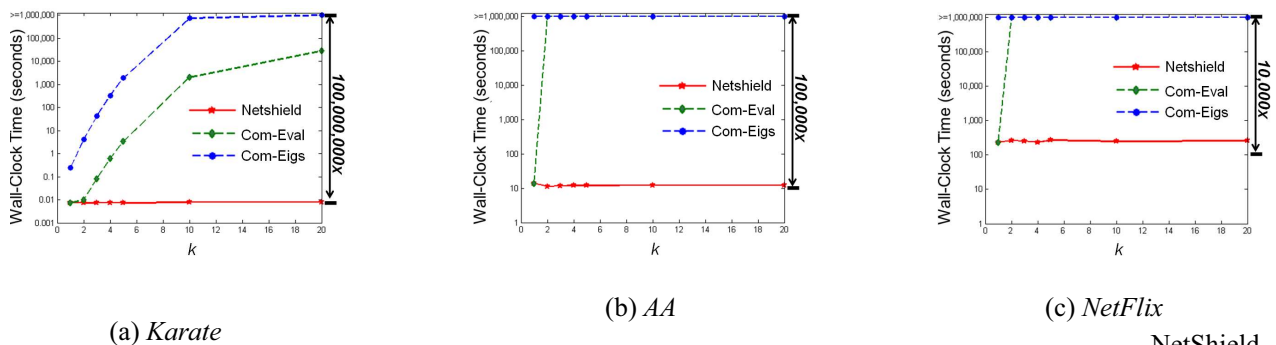 >=1,000,000
100,000
10,000
1,000
100
10
1
0.1
0.01
0.001
Wall-Clock Time (seconds)
0 2 4 6 8 10 12 14 16 18 20
k
Netshield
Com-Eval
Com-Eigs
100,000,000x
(a) Karate
>=1,000,000
100,000
10,000
1,000
100
10
1
Wall-Clock Time (seconds)
0 2 4 6 8 10 12 14 16 18 20
k
Netshield
Com-Eval
Com-Eigs
100,000x
(b) AA
>=1,000,000
100,000
10,000
1,000
100
10
1
Wall-Clock Time (seconds)
0 2 4 6 8 10 12 14 16 18 20
k
Netshield
Com-Eval
Com-Eigs
10,000x
(c) NetFlix
NetShield